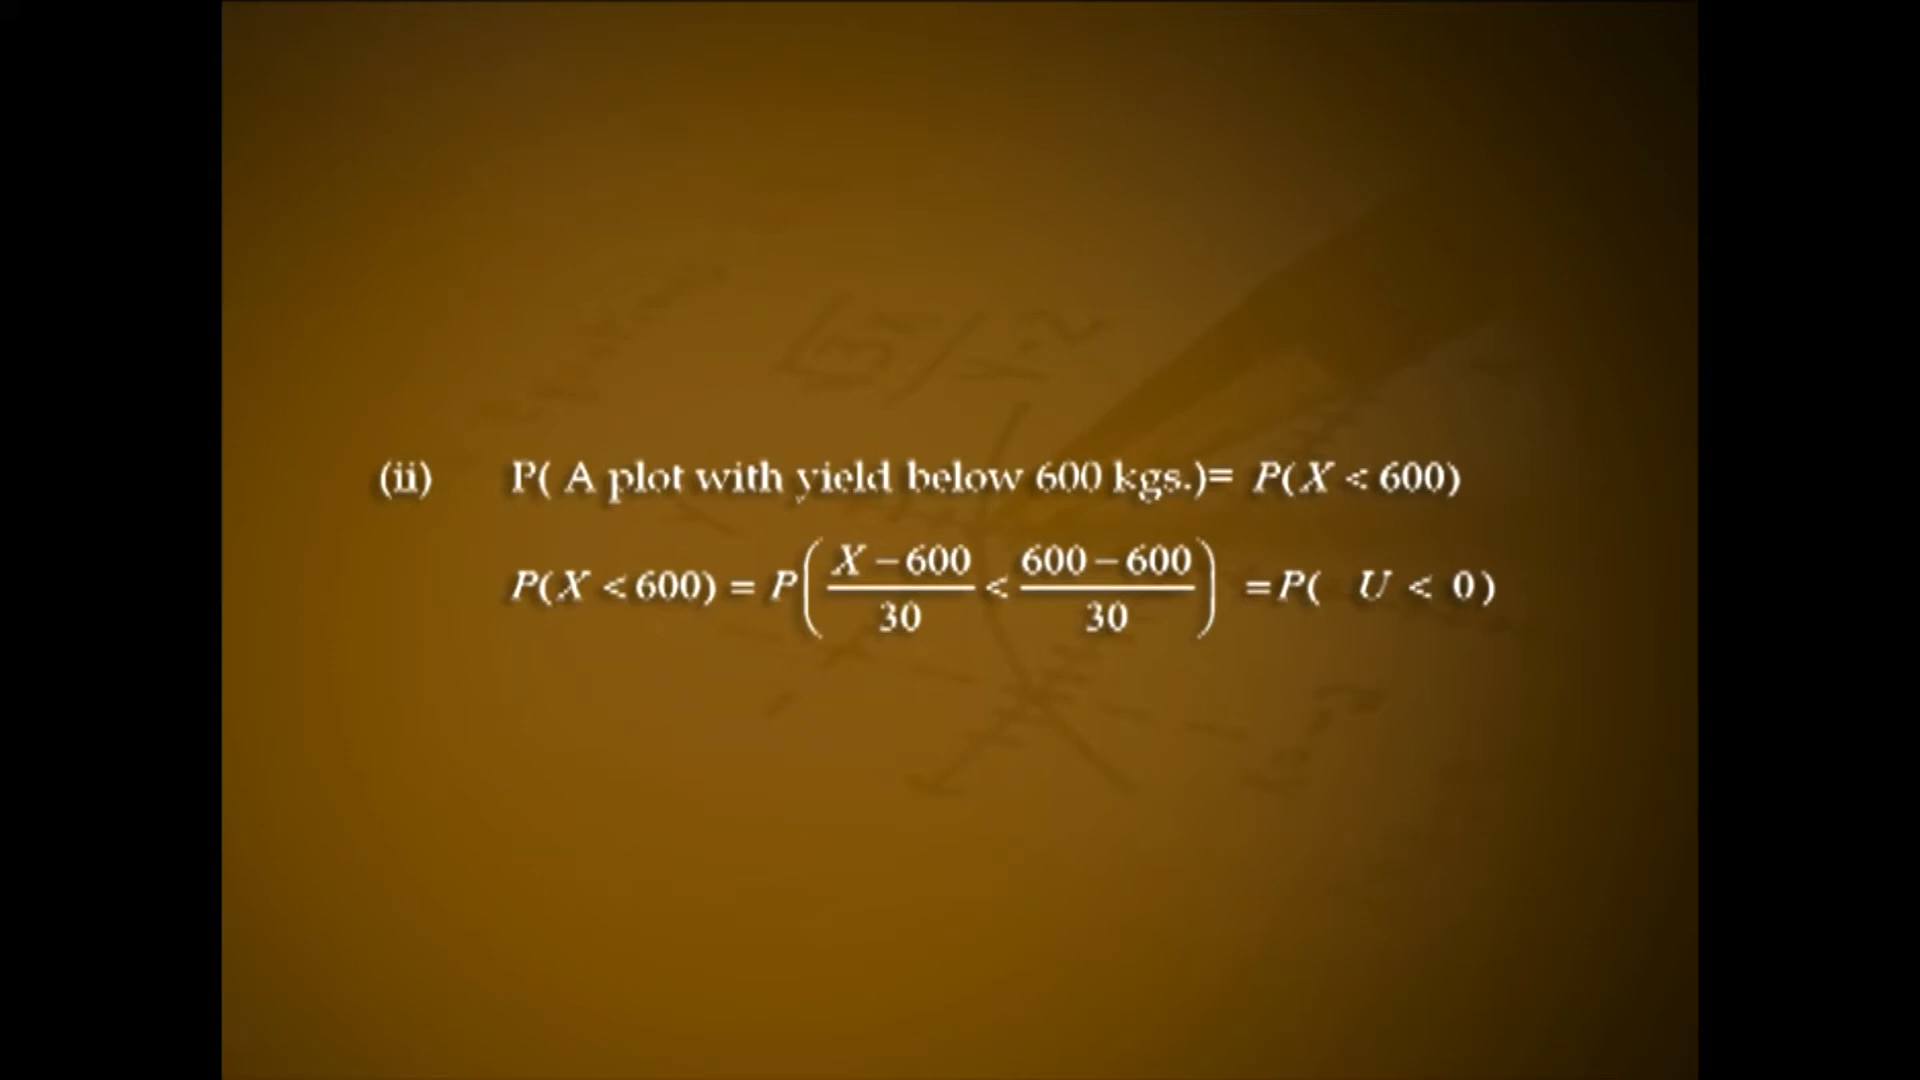 (ii) P( A plot with yield below 600 kgs.)= P(X < 600)
P(X < 600) = P( (X − 600)/30 < (600 − 600)/30 ) =P( U < 0)